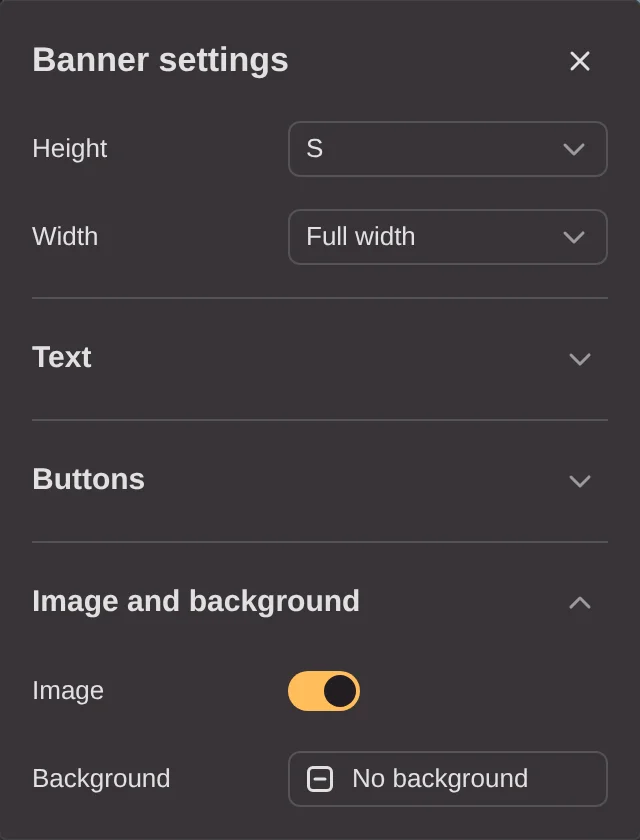 Banner settings
Height S
Width Full width
Text
Buttons
Image and background
Image
Background No background